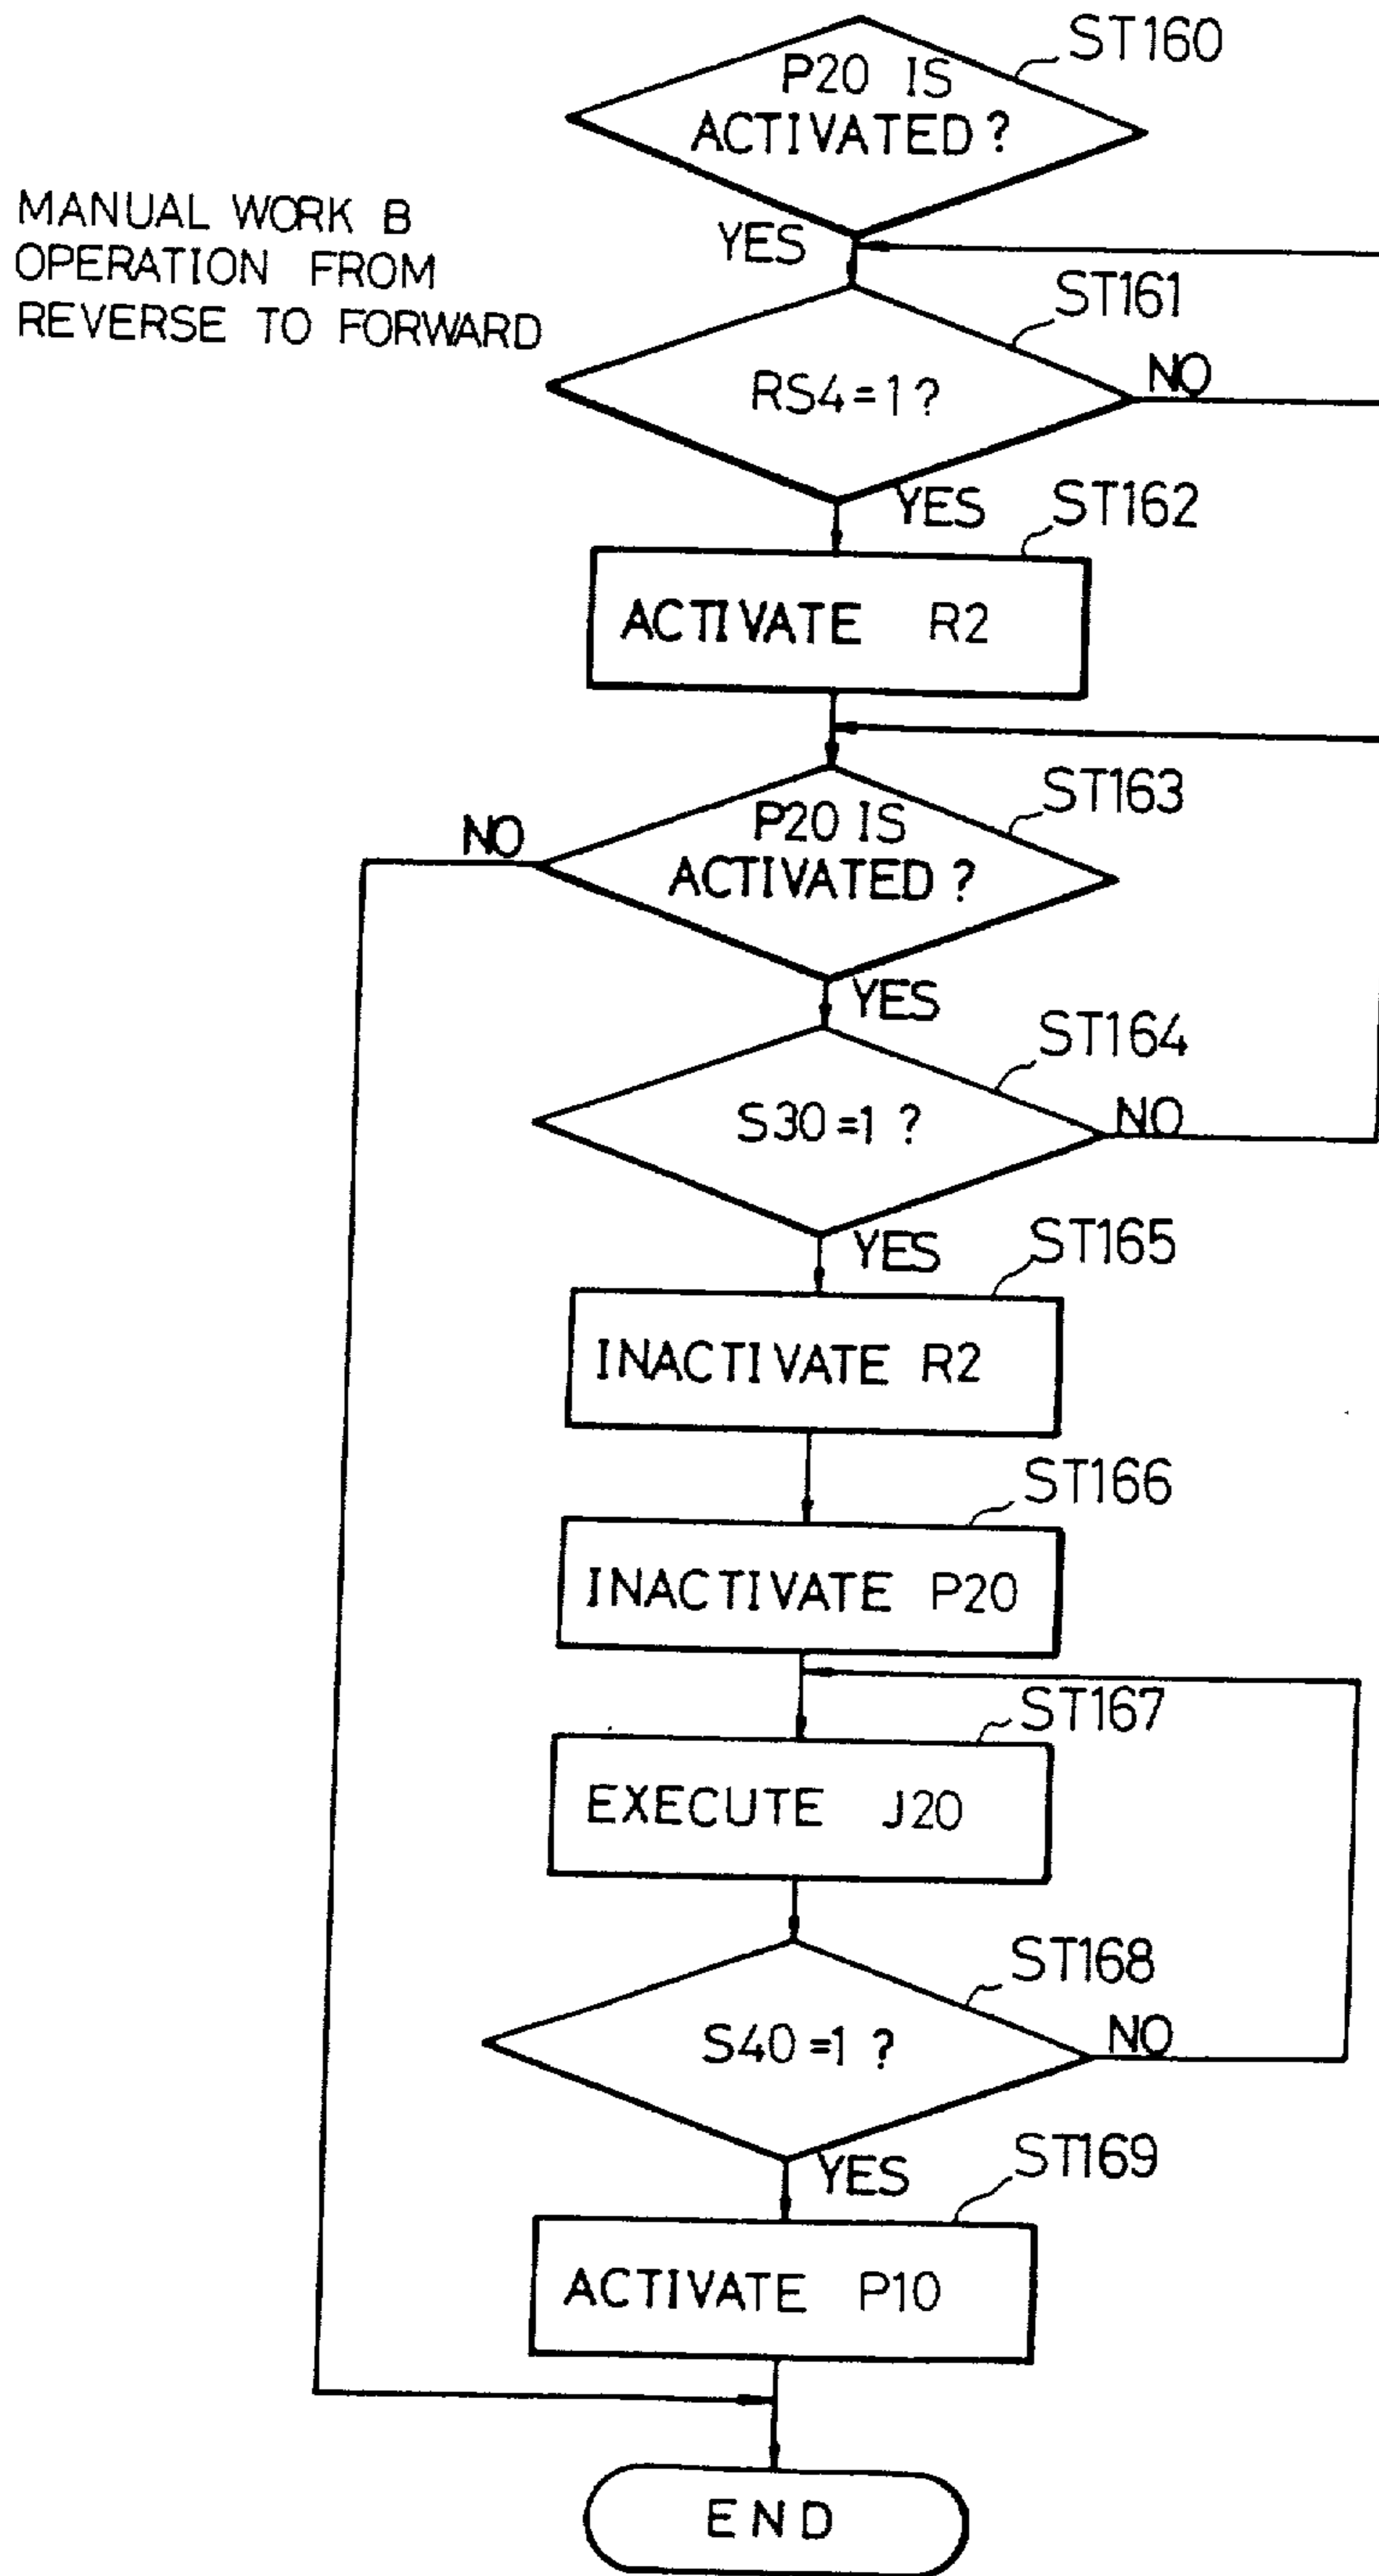 ST160
P20 IS
ACTIVATED?
MANUAL WORK B
OPERATION FROM
REVERSE TO FORWARD
YES
ST161
RS4=1?
NO
YES
ST162
ACTIVATE R2
ST163
P20 IS
ACTIVATED?
NO
YES
ST164
S30=1?
NO
YES
ST165
INACTIVATE R2
ST166
INACTIVATE P20
ST167
EXECUTE J20
ST168
S40=1?
NO
YES
ST169
ACTIVATE P10
END